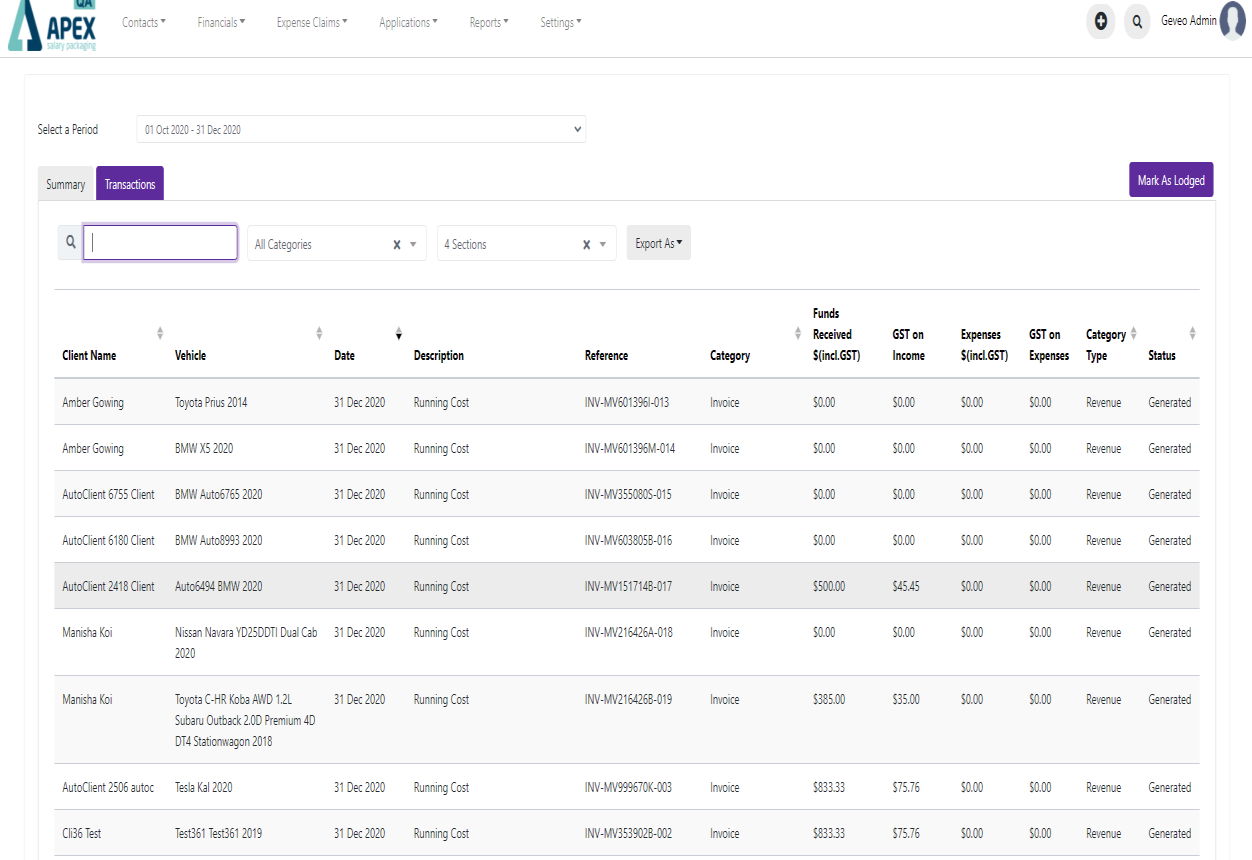 QA
APEX
salary packaging
Contacts Financials Expense Claims Applications Reports Settings
Geveo Admin
Select a Period 01 Oct 2020 - 31 Dec 2020
Summary Transactions Mark As Lodged
All Categories x 4 Sections x Export As
Funds
Received GST on Expenses GST on Category
Client Name Vehicle Date Description Reference Category $(incl.GST) Income $(incl.GST) Expenses Type Status
Amber Gowing Toyota Prius 2014 31 Dec 2020 Running Cost INV-MV601396I-013 Invoice $0.00 $0.00 $0.00 $0.00 Revenue Generated
Amber Gowing BMW X5 2020 31 Dec 2020 Running Cost INV-MV601396M-014 Invoice $0.00 $0.00 $0.00 $0.00 Revenue Generated
AutoClient 6755 Client BMW Auto6765 2020 31 Dec 2020 Running Cost INV-MV355080S-015 Invoice $0.00 $0.00 $0.00 $0.00 Revenue Generated
AutoClient 6180 Client BMW Auto8993 2020 31 Dec 2020 Running Cost INV-MV603805B-016 Invoice $0.00 $0.00 $0.00 $0.00 Revenue Generated
AutoClient 2418 Client Auto6494 BMW 2020 31 Dec 2020 Running Cost INV-MV151714B-017 Invoice $500.00 $45.45 $0.00 $0.00 Revenue Generated
Manisha Koi Nissan Navara YD25DDTI Dual Cab 31 Dec 2020 Running Cost INV-MV216426A-018 Invoice $0.00 $0.00 $0.00 $0.00 Revenue Generated
2020
Manisha Koi Toyota C-HR Koba AWD 1.2L 31 Dec 2020 Running Cost INV-MV216426B-019 Invoice $385.00 $35.00 $0.00 $0.00 Revenue Generated
Subaru Outback 2.0D Premium 4D
DT4 Stationwagon 2018
AutoClient 2506 autoc Tesla Kal 2020 31 Dec 2020 Running Cost INV-MV999670K-003 Invoice $833.33 $75.76 $0.00 $0.00 Revenue Generated
Cli36 Test Test361 Test361 2019 31 Dec 2020 Running Cost INV-MV353902B-002 Invoice $833.33 $75.76 $0.00 $0.00 Revenue Generated